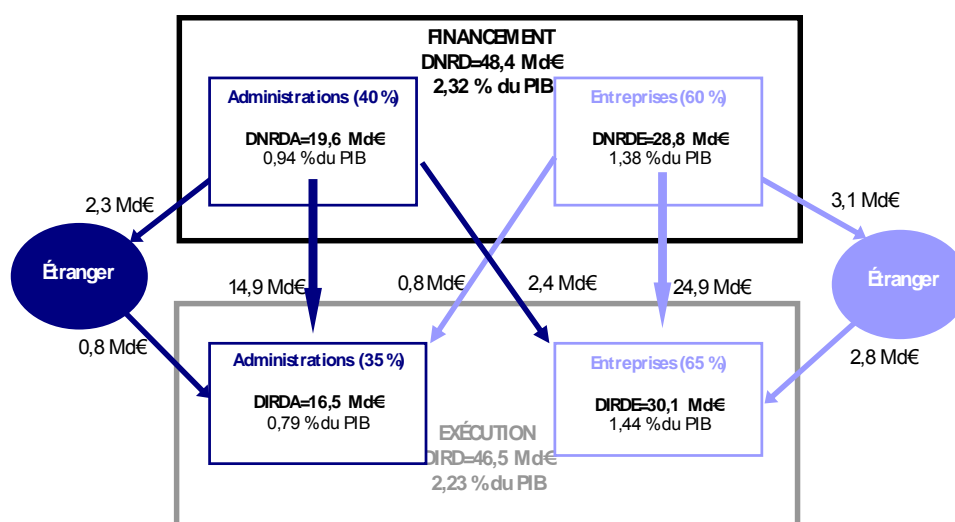 FINANCEMENT
DNRD=48,4 Md€
2,32 % du PIB
Administrations (40 %)
DNRDA=19,6 Md€
0,94 %du PIB
Entreprises (60 %)
DNRDE=28,8 Md€
1,38 %du PIB
2,3 Md€
3,1 Md€
Étranger
Étranger
14,9 Md€
0,8 Md€
2,4 Md€
24,9 Md€
0,8 Md€
2,8 Md€
Administrations (35 %)
DIRDA=16,5 Md€
0,79 %du PIB
Entreprises (65 %)
DIRDE=30,1 Md€
1,44 %du PIB
EXÉCUTION
DIRD=46,5 Md€
2,23 %du PIB